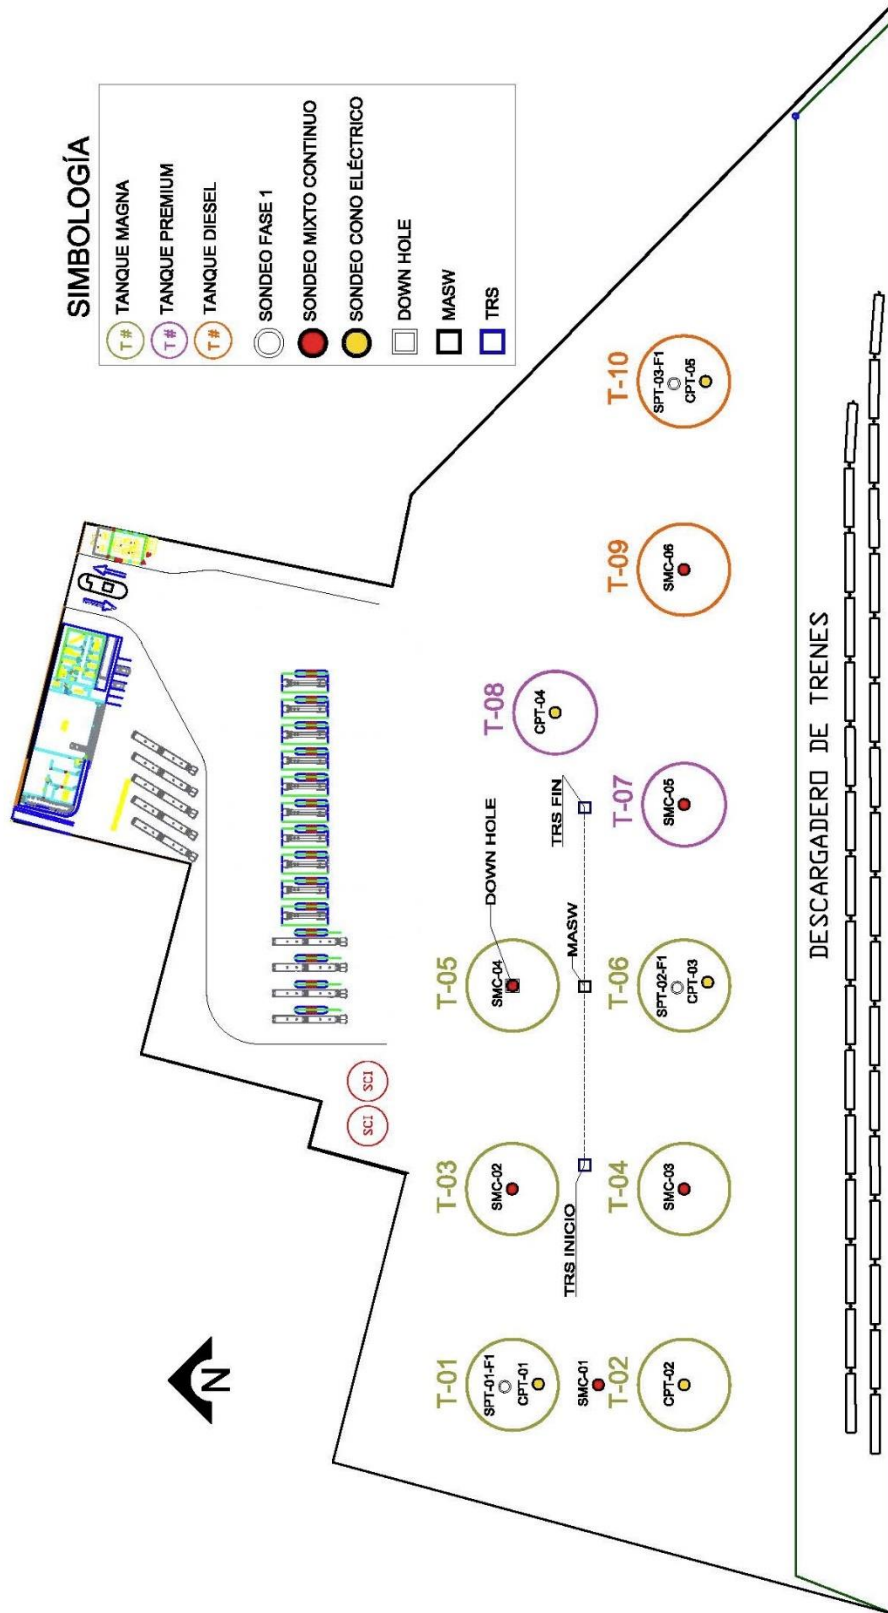 SIMBOLOGÍA
T# TANQUE MAGNA
T# TANQUE PREMIUM
T# TANQUE DIESEL
SONDEO FASE 1
SONDEO MIXTO CONTINUO
SONDEO CONO ELÉCTRICO
DOWN HOLE
MASW
TRS
N
SCI
SCI
T-01
SPT-01-F1
CPT-01
SMC-01
T-02
CPT-02
T-03
SMC-02
TRS INICIO
T-04
SMC-03
T-05
SMC-04
DOWN HOLE
MASW
T-06
SPT-02-F1
CPT-03
TRS FIN
T-07
SMC-05
T-08
CPT-04
T-09
SMC-06
T-10
SPT-03-F1
CPT-05
DESCARGADERO DE TRENES